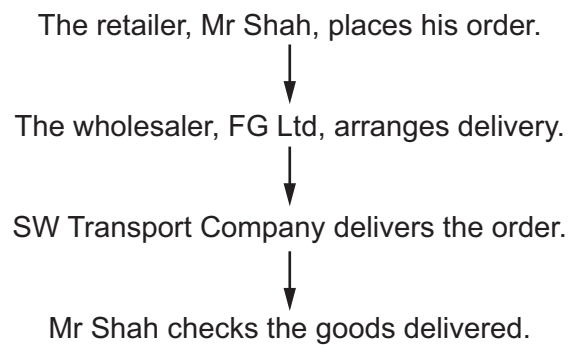 The retailer, Mr Shah, places his order.
The wholesaler, FG Ltd, arranges delivery.
SW Transport Company delivers the order.
Mr Shah checks the goods delivered.